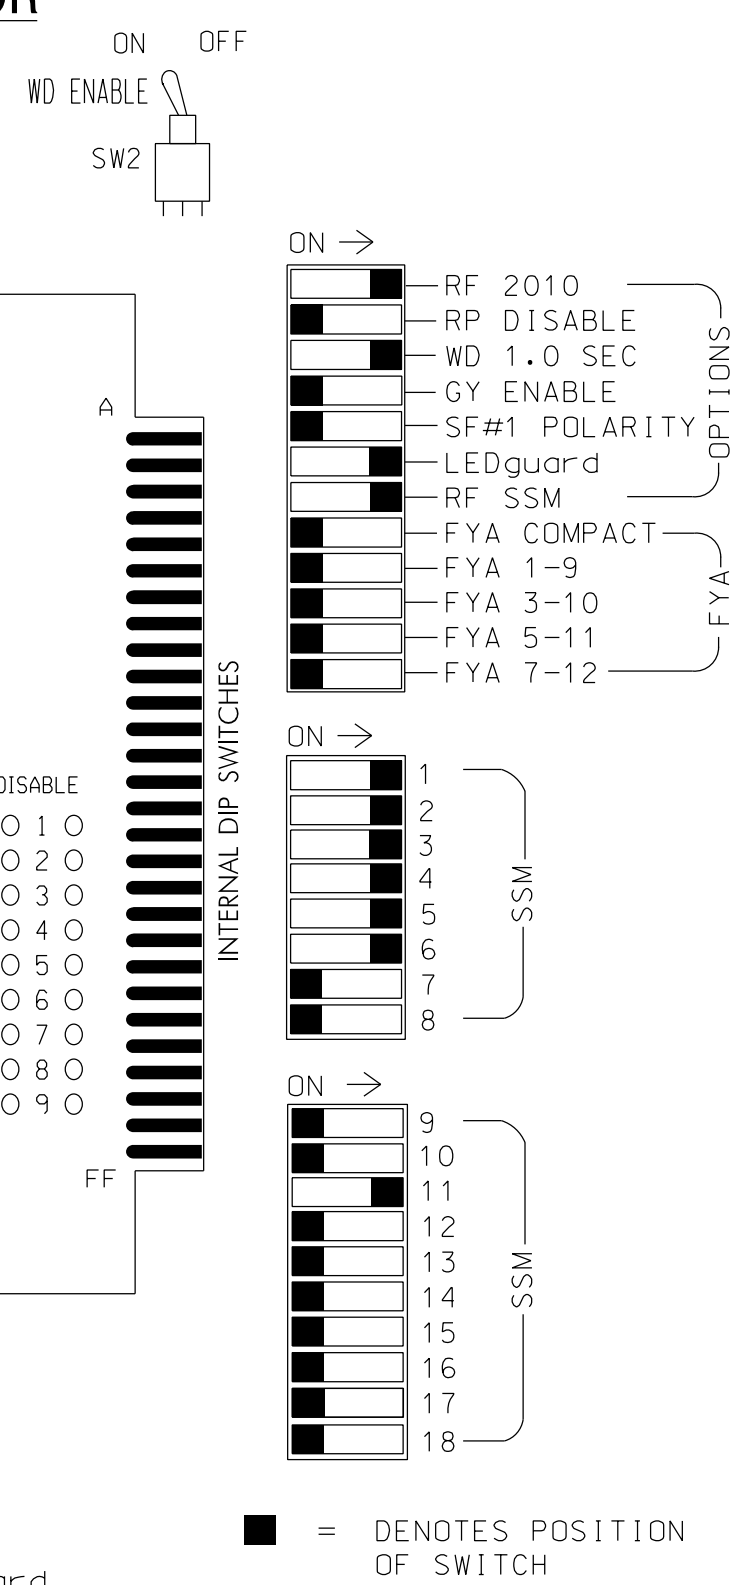 OR
ON OFF
WD ENABLE
SW2
ON
RF 2010
RP DISABLE
WD 1.0 SEC
GY ENABLE
SF#1 POLARITY
LEDguard
RF SSM
OPTIONS
FYA COMPACT
FYA 1-9
FYA 3-10
FYA 5-11
FYA 7-12
FYA
A
FF
INTERNAL DIP SWITCHES
DISABLE
1
2
3
4
5
6
7
8
9
ON
1
2
3
4
5
6
7
8
SSM
ON
9
10
11
12
13
14
15
16
17
18
SSM
= DENOTES POSITION
OF SWITCH
ard